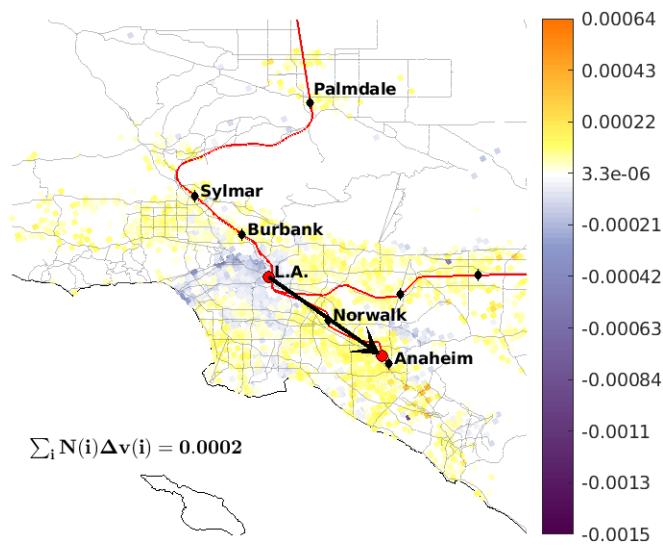 Palmdale
Sylmar
Burbank
L.A.
Norwalk
Anaheim
∑ᵢ N(i)Δv(i) = 0.0002
0.00064
0.00043
0.00022
3.3e-06
-0.00021
-0.00042
-0.00063
-0.00084
-0.0011
-0.0013
-0.0015